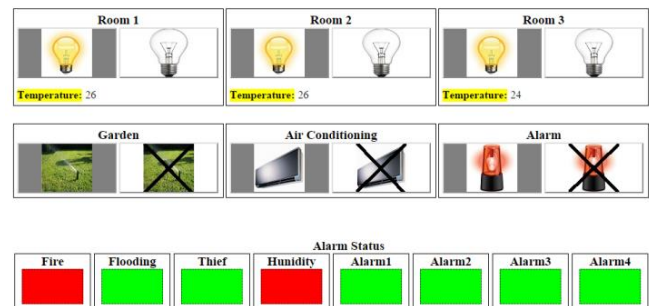 Room 1
Room 2
Room 3
Temperature: 26
Temperature: 26
Temperature: 24
Garden
Air Conditioning
Alarm
Alarm Status
Fire
Flooding
Thief
Hunidity
Alarm1
Alarm2
Alarm3
Alarm4